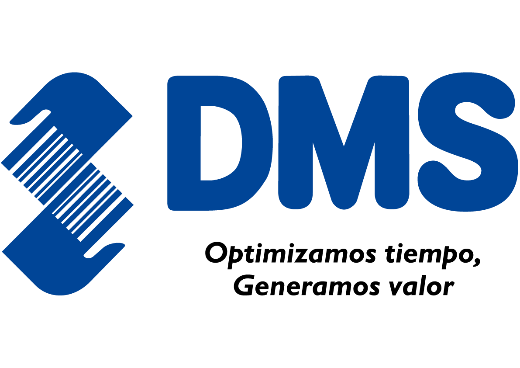 DMS
Optimizamos tiempo,
Generamos valor